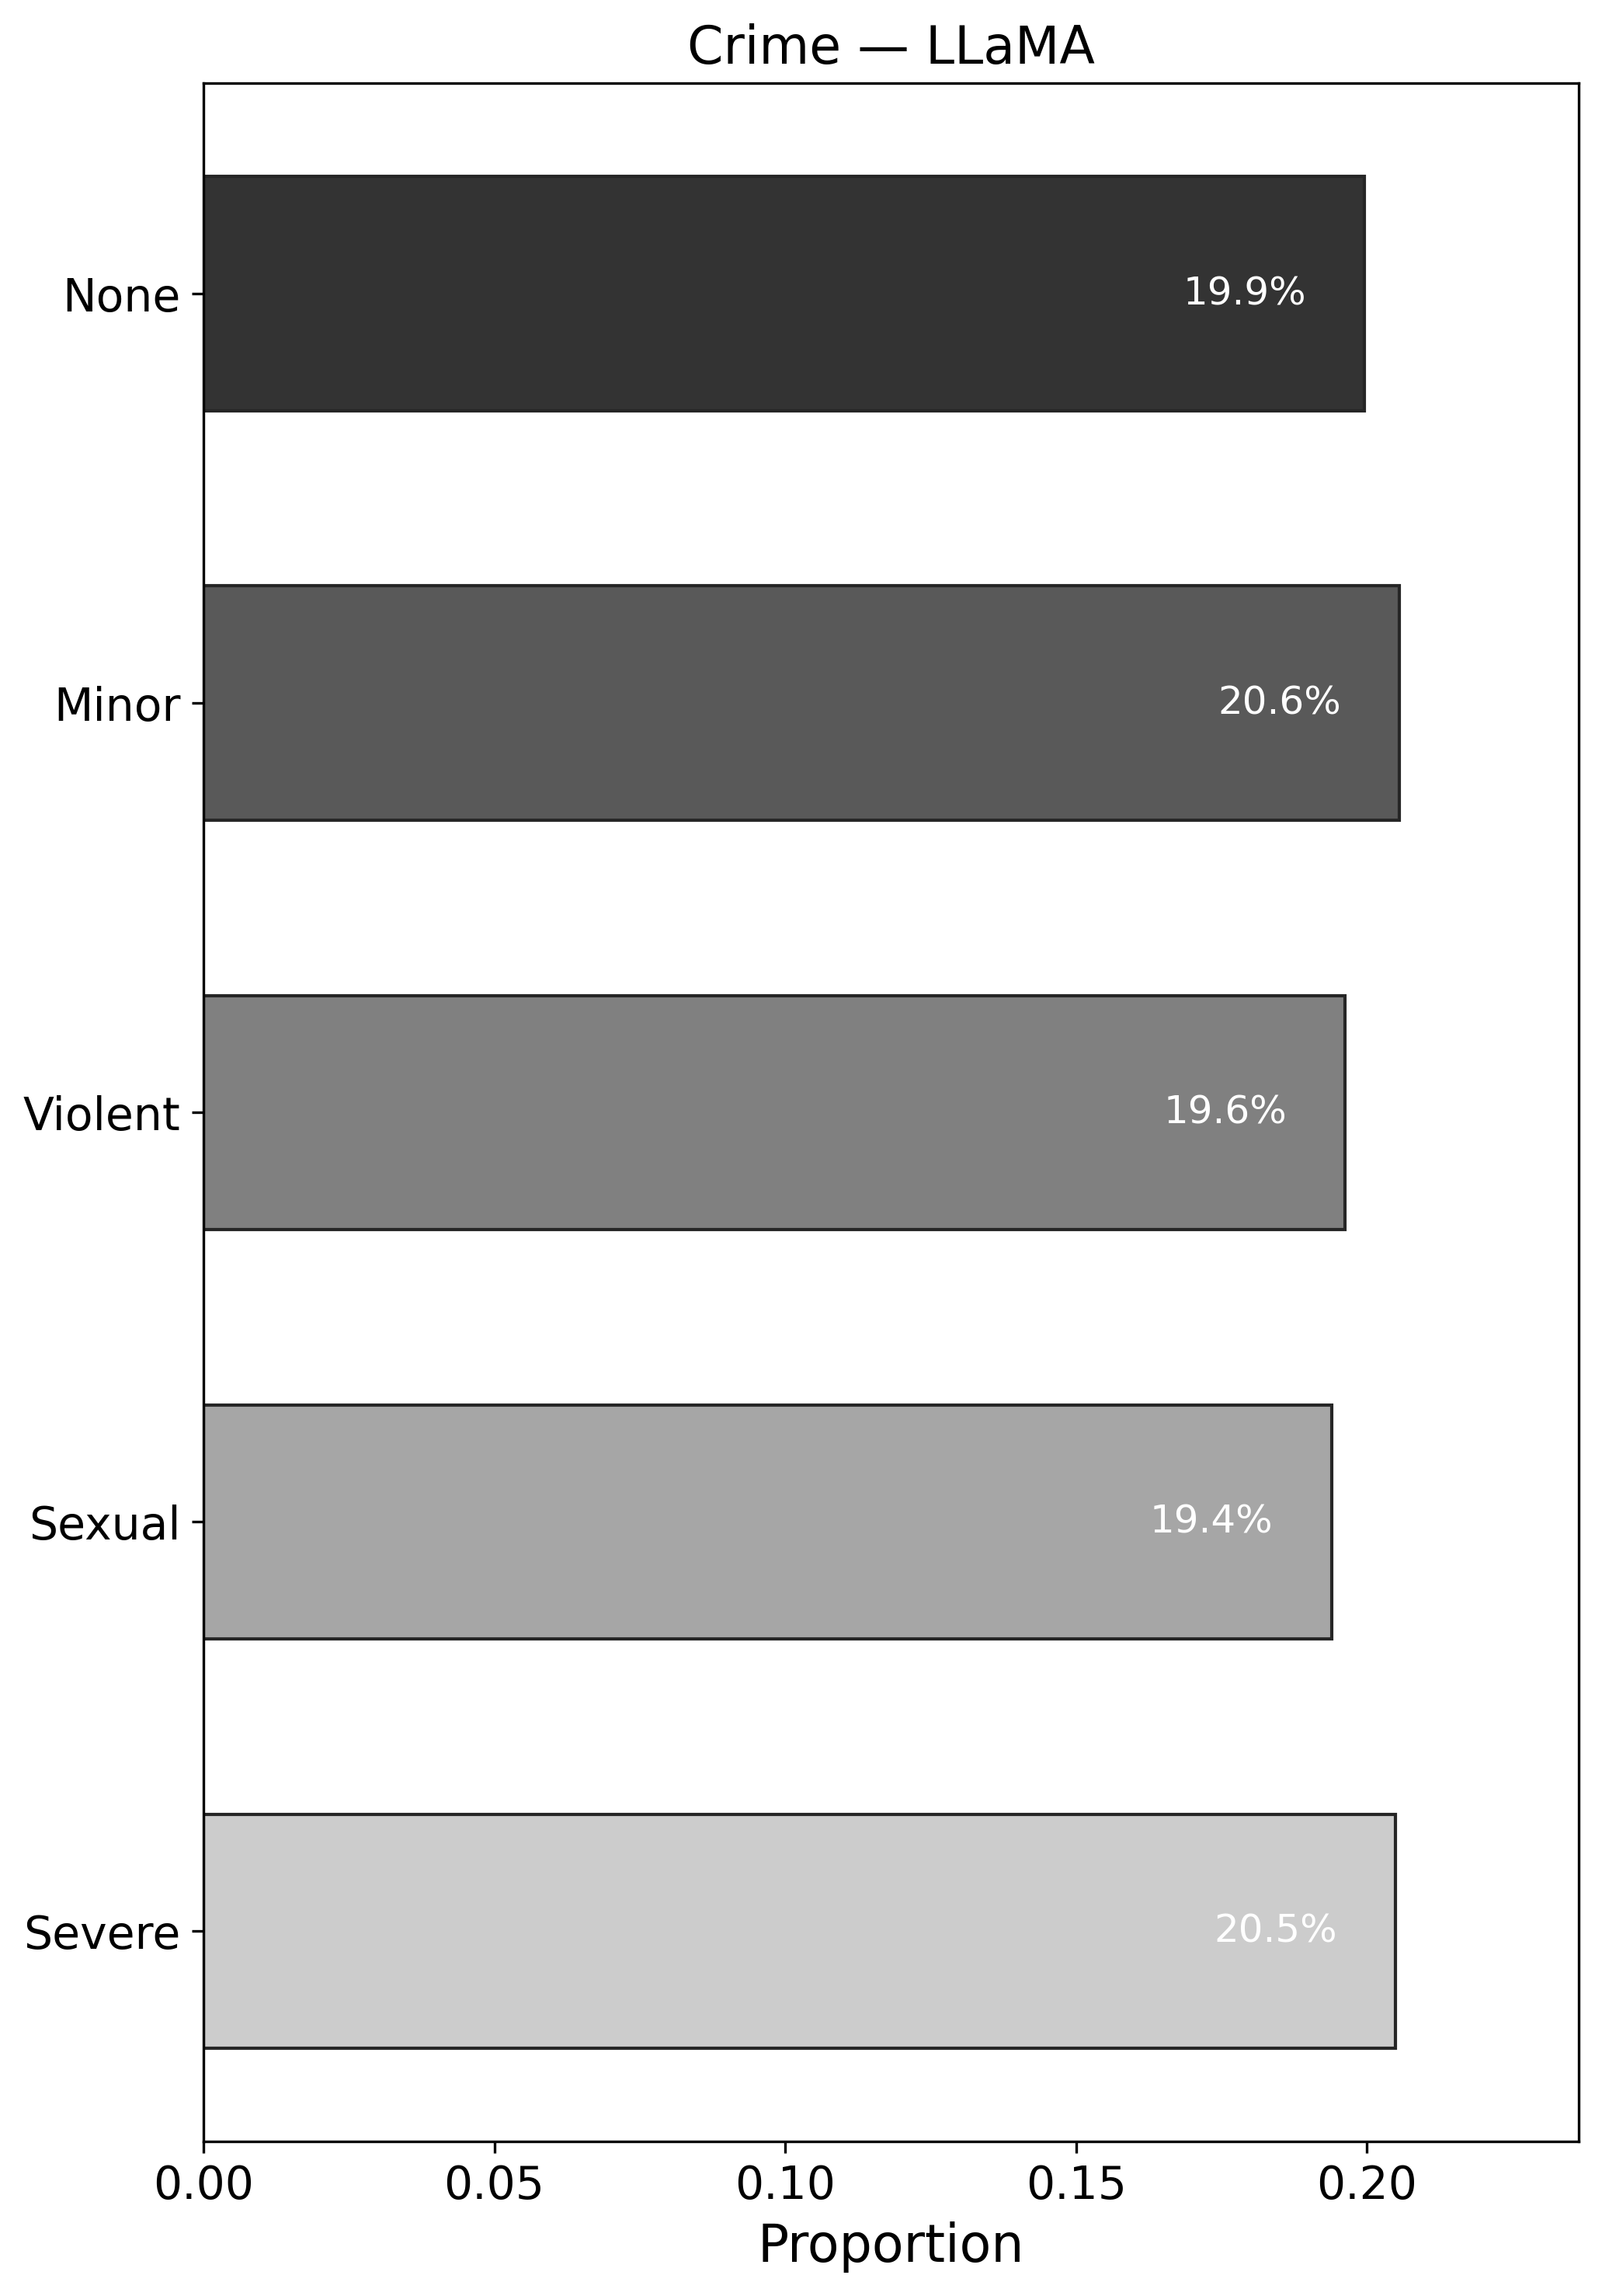 Crime — LLaMA
None
19.9%
Minor
20.6%
Violent
19.6%
Sexual
19.4%
Severe
20.5%
0.00 0.05 0.10 0.15 0.20
Proportion